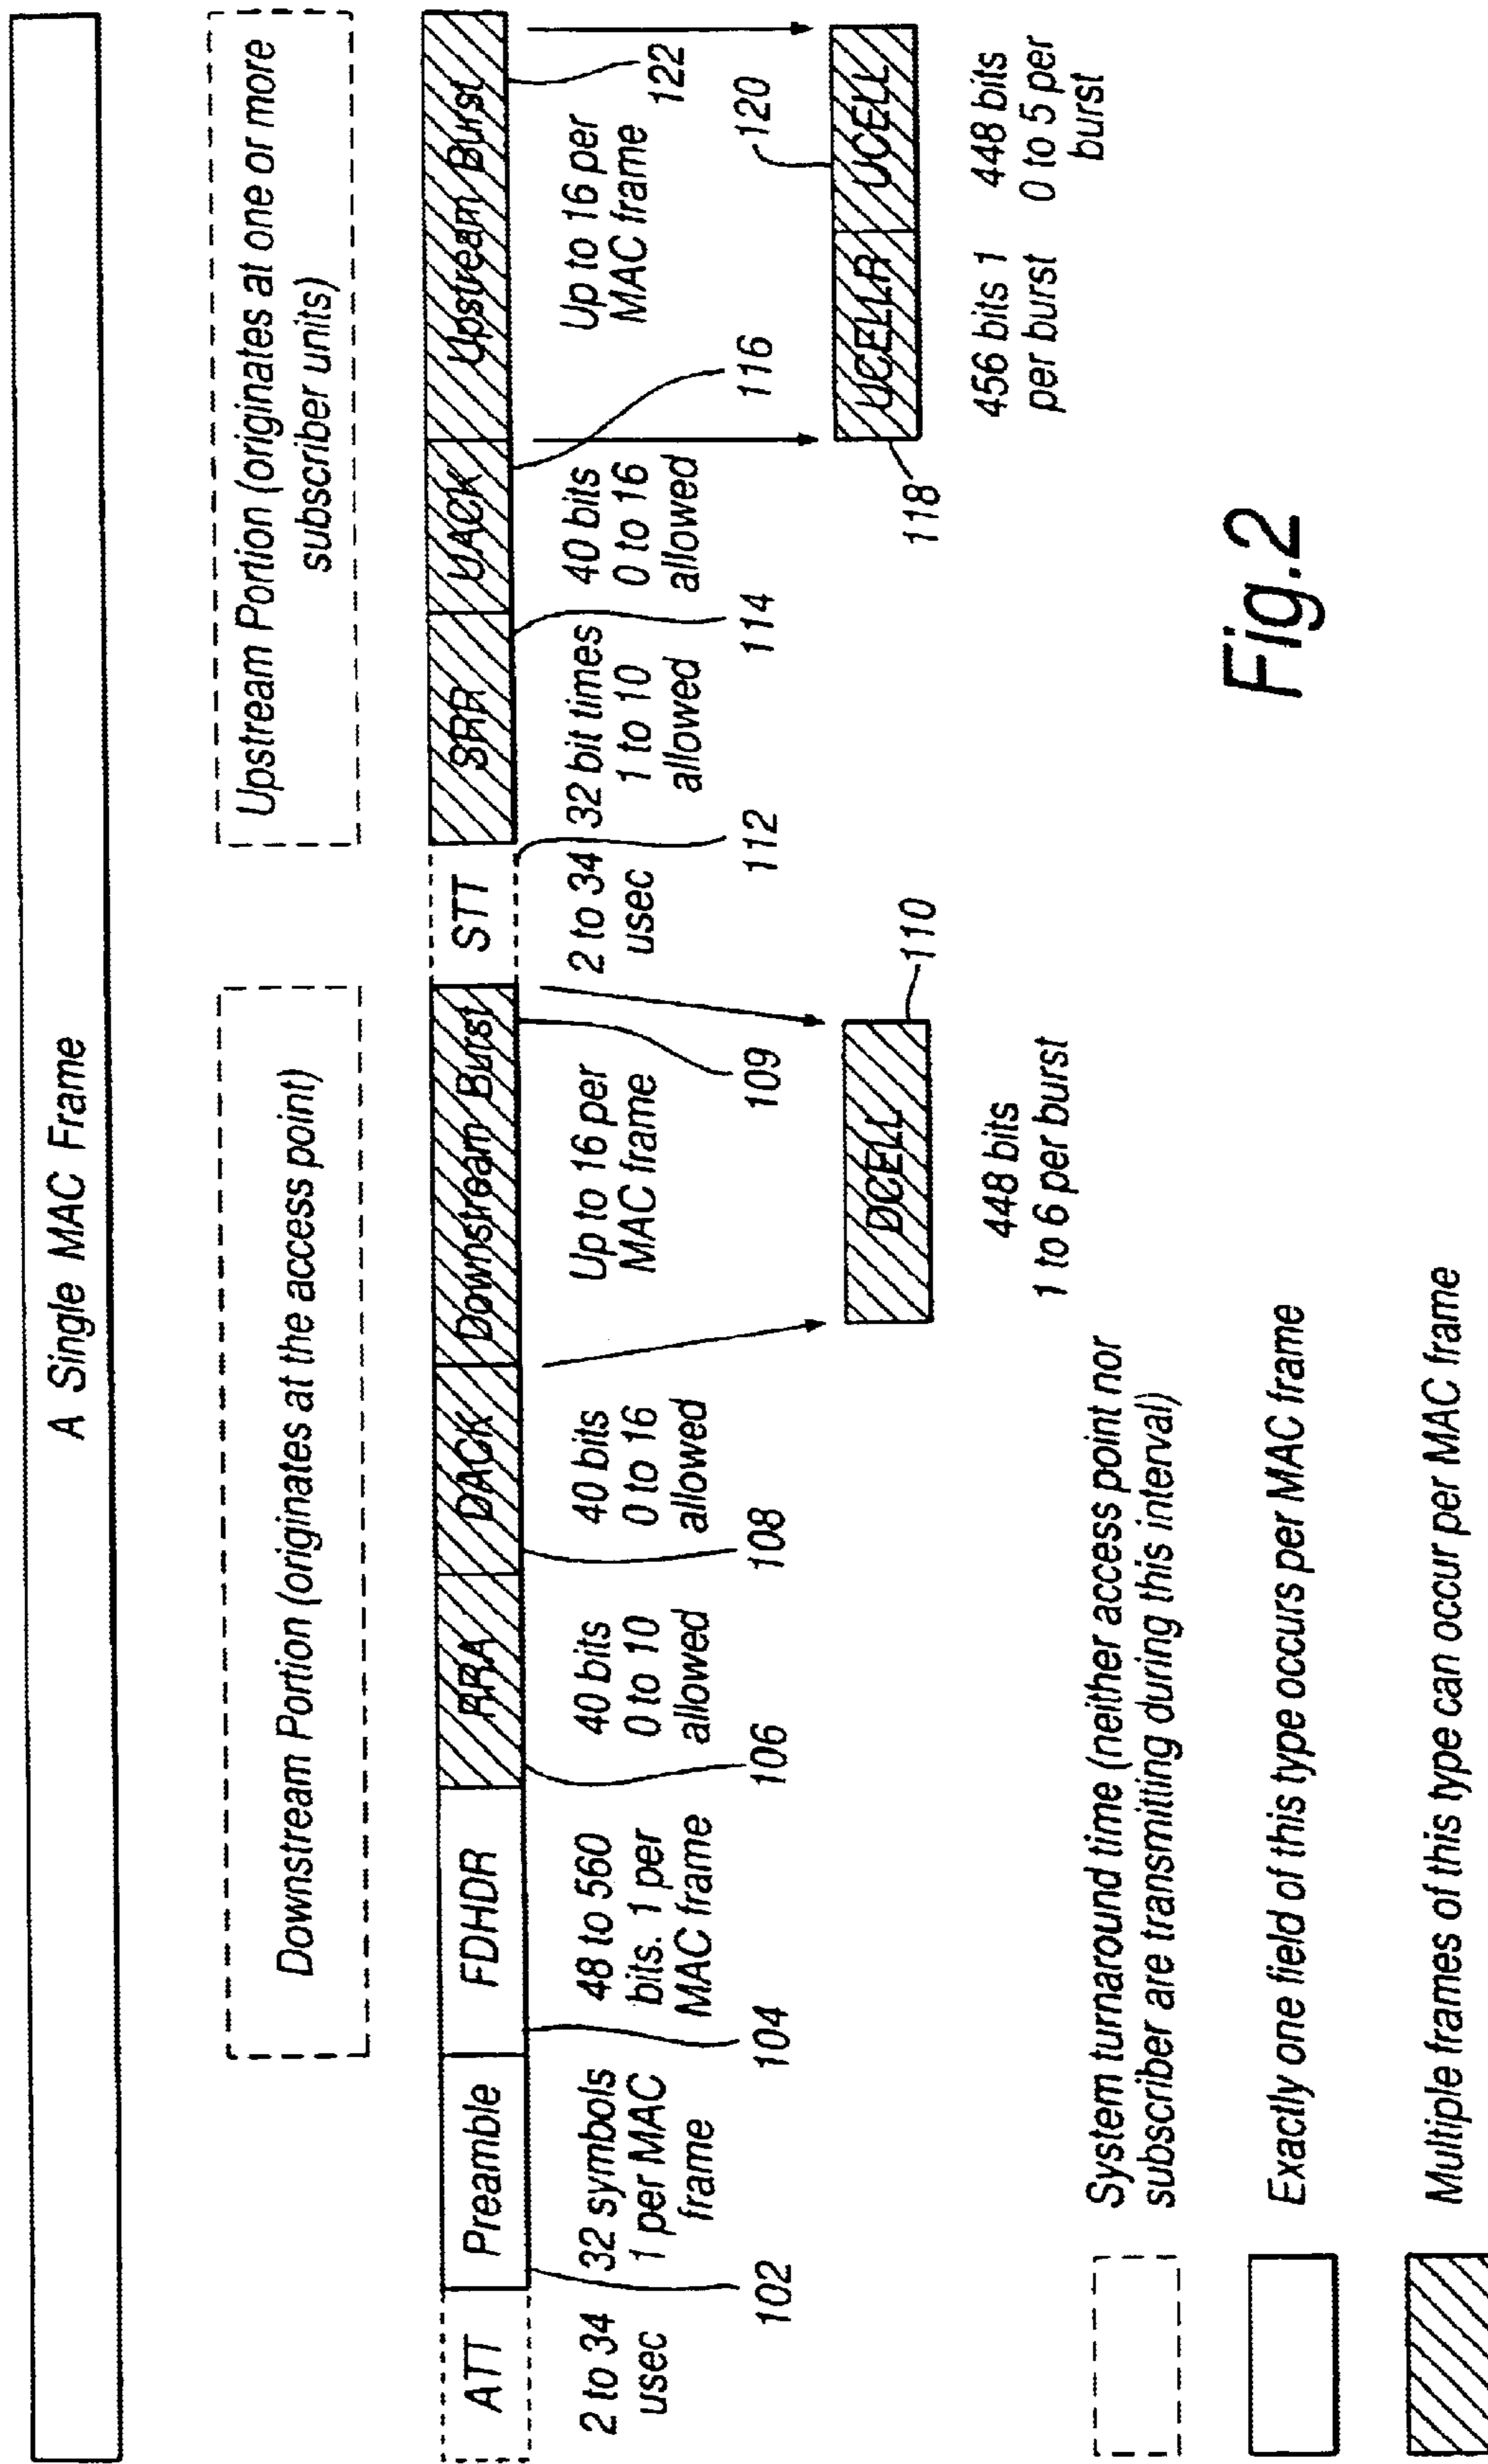 A Single MAC Frame
Downstream Portion (originates at the access point)
Upstream Portion (originates at one or more
subscriber units)
ATT
Preamble
FDHDR
RRA
DACK
Downstream Burst
STT
SRR
UACK
Upstream Burst
2 to 34
usec
32 symbols
1 per MAC
frame
48 to 560
bits. 1 per
MAC frame
40 bits
0 to 10
allowed
40 bits
0 to 16
allowed
Up to 16 per
MAC frame
2 to 34
usec
32 bit times
1 to 10
allowed
40 bits
0 to 16
allowed
Up to 16 per
MAC frame
102
104
106
108
109
112
114
116
122
DCELL
110
448 bits
1 to 6 per burst
118
UCELLR
UCELL
120
456 bits 1
per burst
448 bits
0 to 5 per
burst
System turnaround time (neither access point nor
subscriber are transmitting during this interval)
Exactly one field of this type occurs per MAC frame
Multiple frames of this type can occur per MAC frame
Fig.2